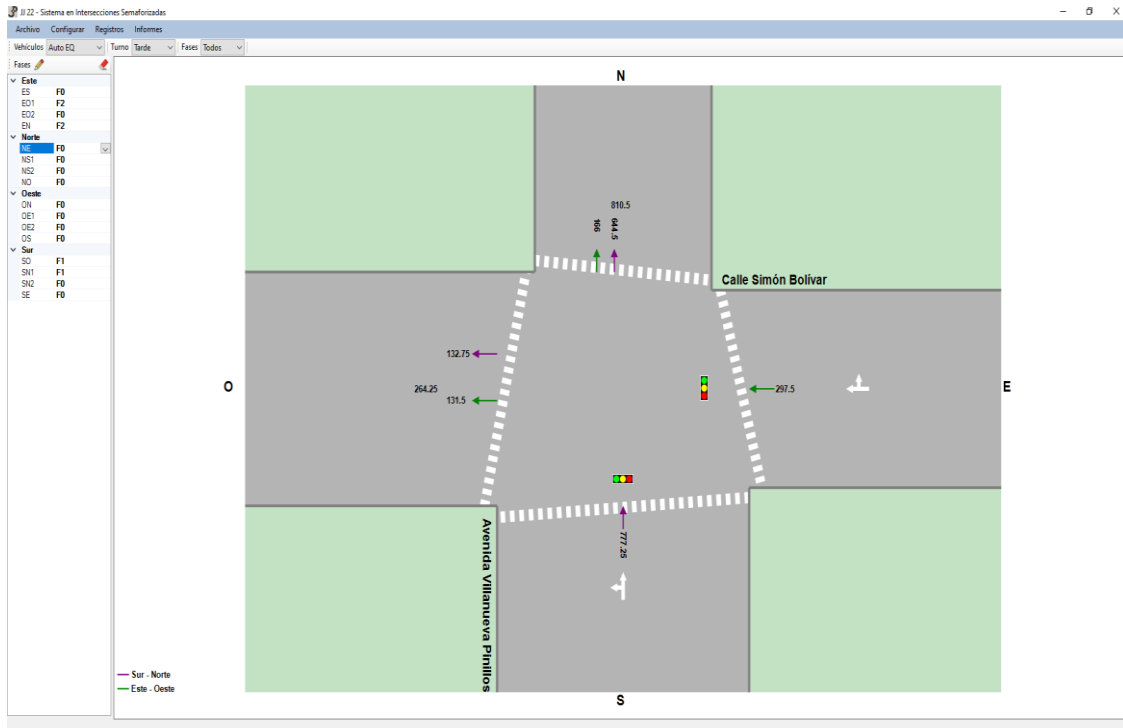 JJ 22 - Sistema en Intersecciones Semaforizadas
Archivo Configurar Registros Informes
Vehículos Auto EQ Turno Tarde Fases Todos
Fases
Este
ES F0
EO1 F2
EO2 F0
EN F2
Norte
NE F0
NS1 F0
NS2 F0
NO F0
Oeste
ON F0
OE1 F0
OE2 F0
OS F0
Sur
SO F1
SN1 F1
SN2 F0
SE F0
N
810.5
166
644.5
Calle Simón Bolívar
132.75
264.25
131.5
O
297.5
E
777.25
Avenida Villanueva Pinillos
Sur - Norte
Este - Oeste
S